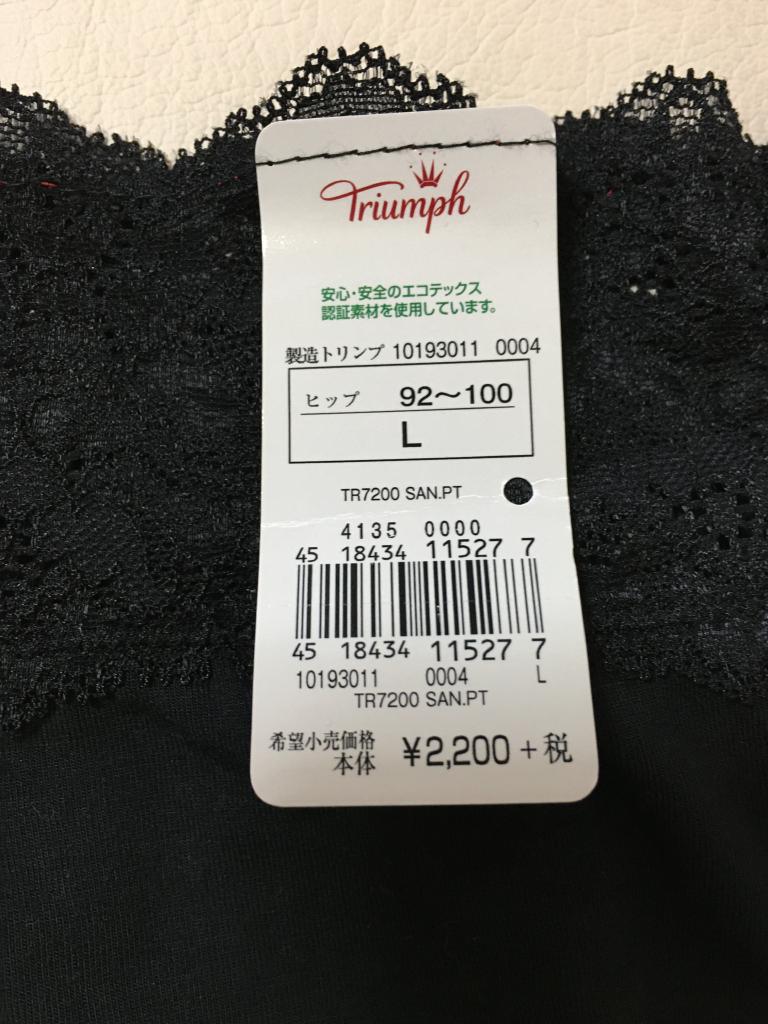 Triumph
安心・安全のエコテックス
認証素材を使用しています。
製造トリンプ 10193011 0004
ヒップ 92〜100
L
TR7200 SAN.PT
4135 0000
45 18434 11527 7
45 18434 11527 7
10193011 0004 L
TR7200 SAN.PT
希望小売価格
本体 ¥2,200+税